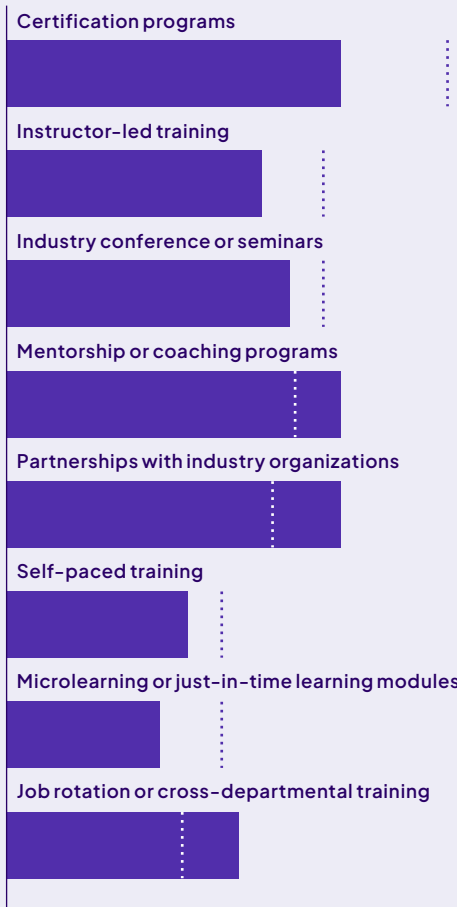 Certification programs
Instructor-led training
Industry conference or seminars
Mentorship or coaching programs
Partnerships with industry organizations
Self-paced training
Microlearning or just-in-time learning modules
Job rotation or cross-departmental training